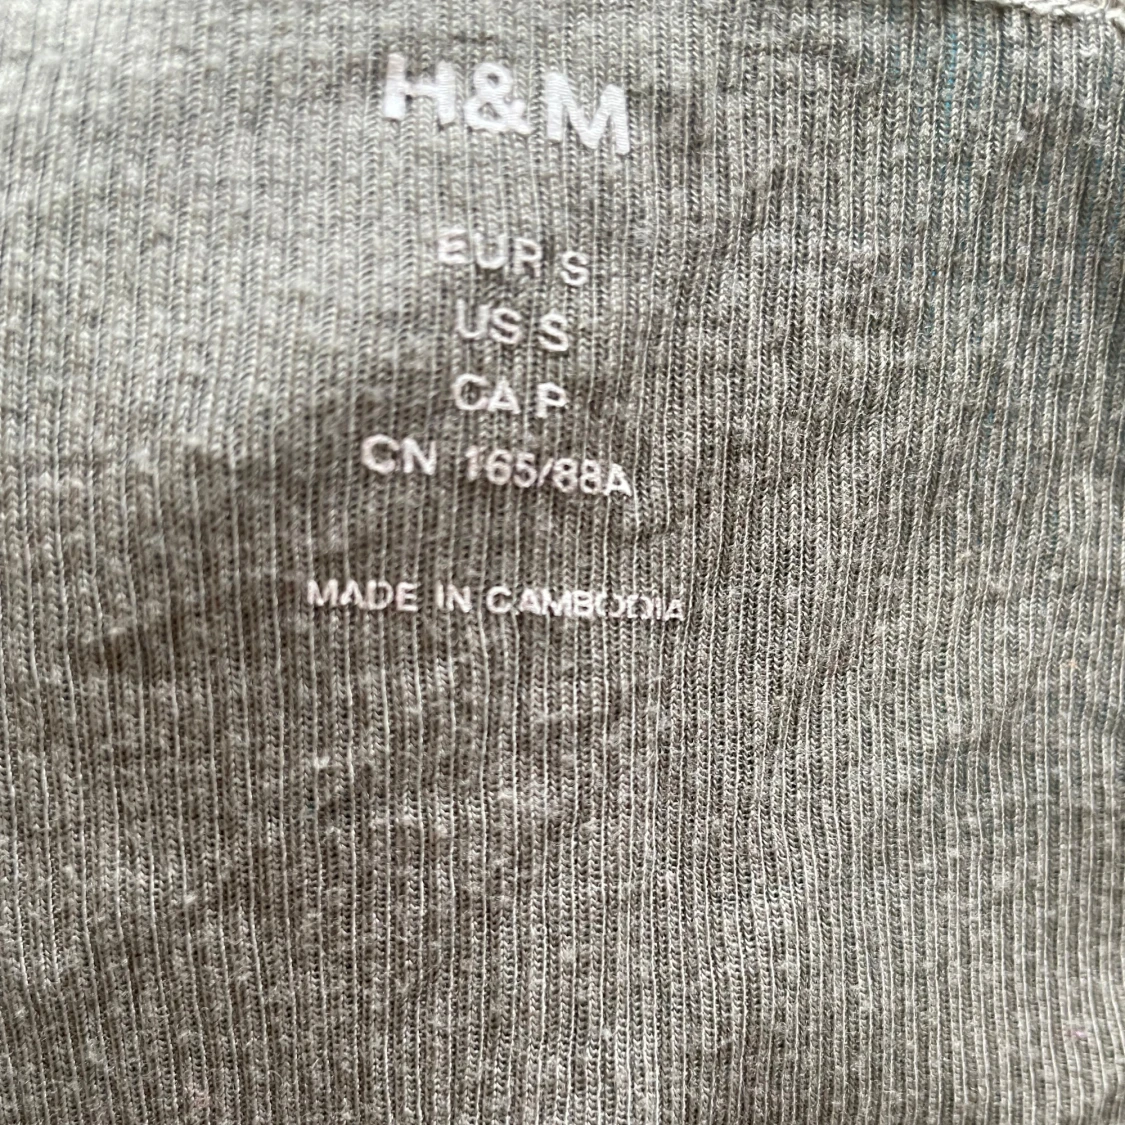 H&M
EUR S
US S
CA P
CN 165/88A
MADE IN CAMBODIA